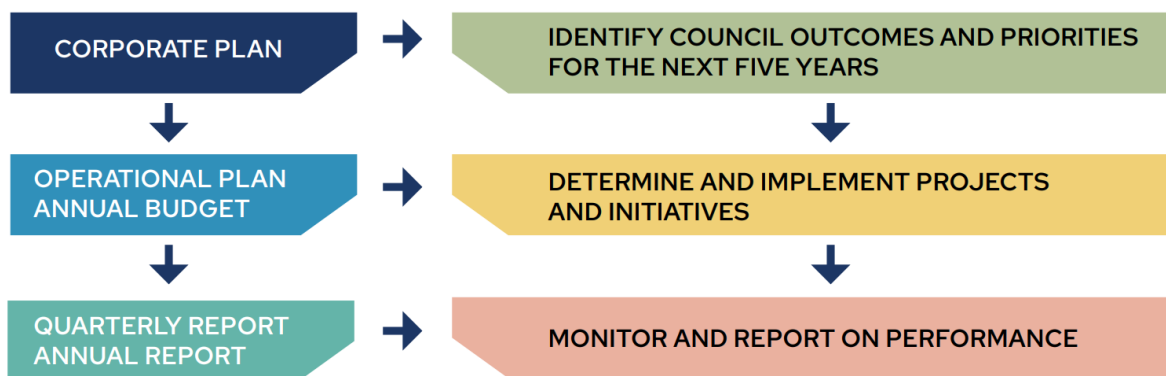 CORPORATE PLAN
IDENTIFY COUNCIL OUTCOMES AND PRIORITIES
FOR THE NEXT FIVE YEARS
OPERATIONAL PLAN
ANNUAL BUDGET
DETERMINE AND IMPLEMENT PROJECTS
AND INITIATIVES
QUARTERLY REPORT
ANNUAL REPORT
MONITOR AND REPORT ON PERFORMANCE